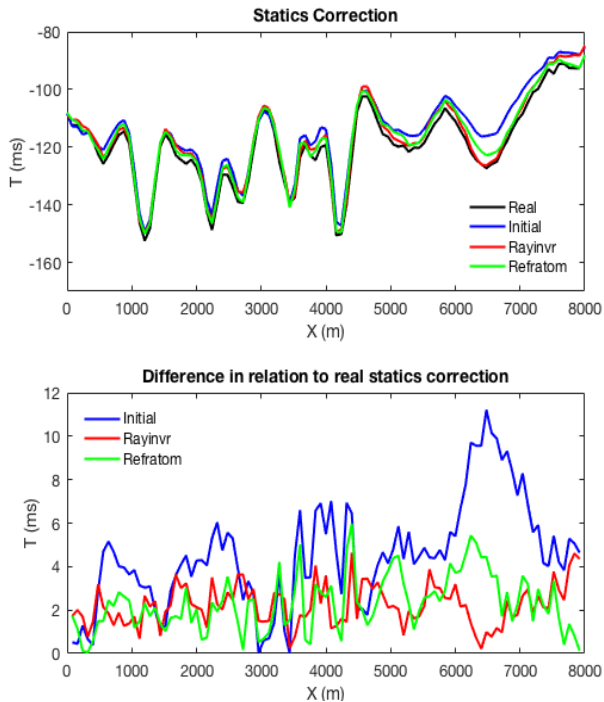 Statics Correction
-80
-100
-120
-140
-160
T (ms)
Real
Initial
Rayinvr
Refratom
0 1000 2000 3000 4000 5000 6000 7000 8000
X (m)
Difference in relation to real statics correction
12
10
8
6
4
2
0
T (ms)
Initial
Rayinvr
Refratom
0 1000 2000 3000 4000 5000 6000 7000 8000
X (m)